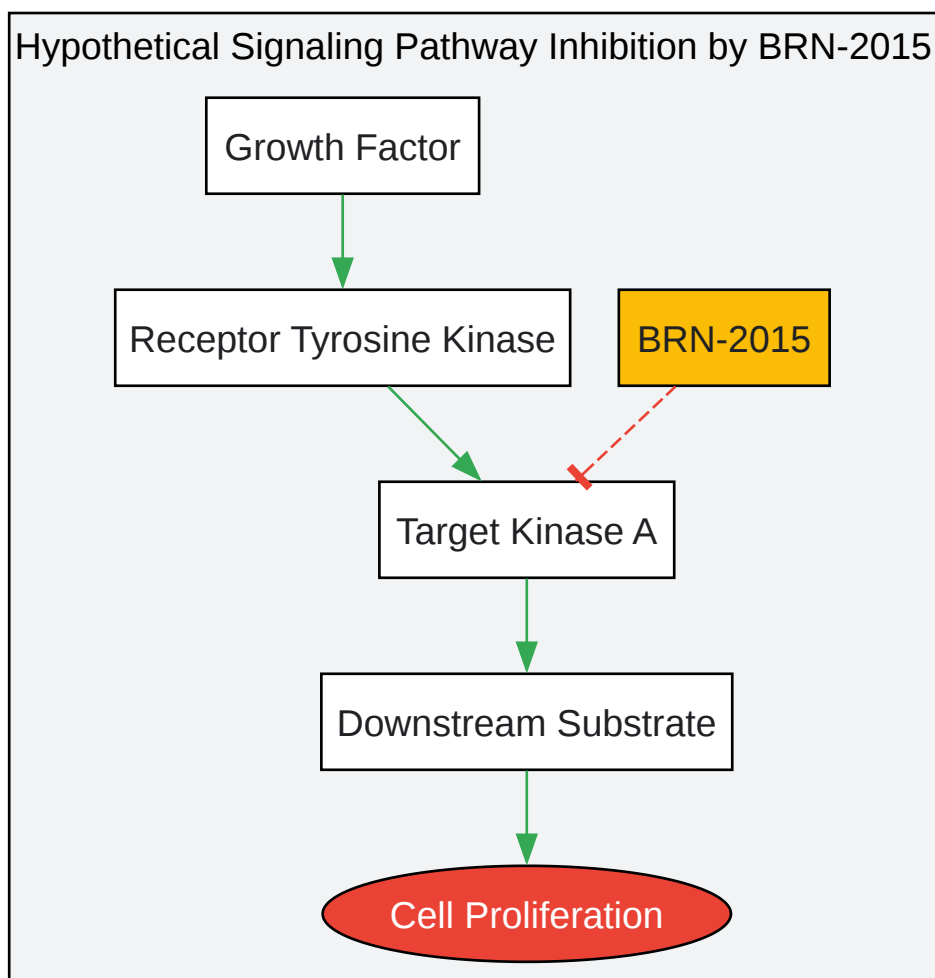 Hypothetical Signaling Pathway Inhibition by BRN-2015
Growth Factor
Receptor Tyrosine Kinase
BRN-2015
Target Kinase A
Downstream Substrate
Cell Proliferation